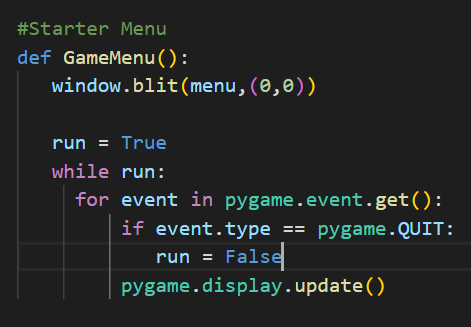 #Starter Menu
def GameMenu():
window.blit(menu,(0,0))
run = True
while run:
for event in pygame.event.get():
if event.type == pygame.QUIT:
run = False
pygame.display.update()